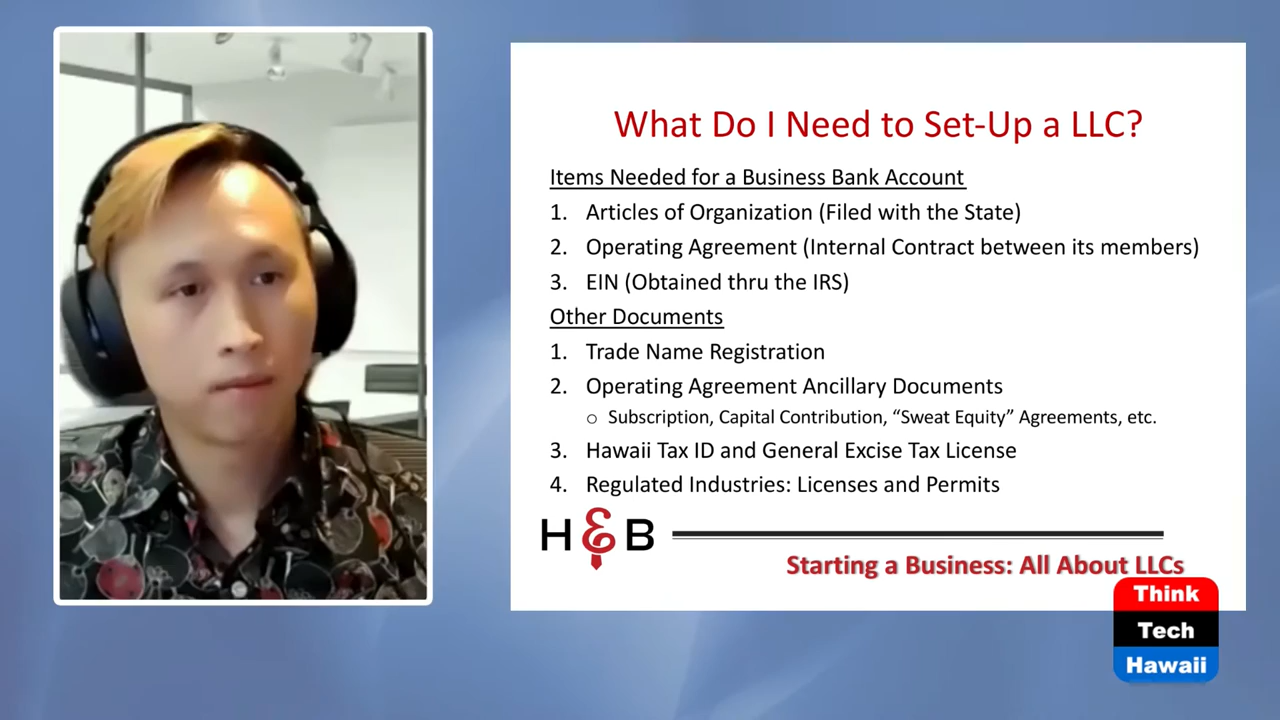 What Do I Need to Set-Up a LLC?
Items Needed for a Business Bank Account
1. Articles of Organization (Filed with the State)
2. Operating Agreement (Internal Contract between its members)
3. EIN (Obtained thru the IRS)
Other Documents
1. Trade Name Registration
2. Operating Agreement Ancillary Documents
o Subscription, Capital Contribution, “Sweat Equity” Agreements, etc.
3. Hawaii Tax ID and General Excise Tax License
4. Regulated Industries: Licenses and Permits
H & B
Starting a Business: All About LLCs
Think
Tech
Hawaii